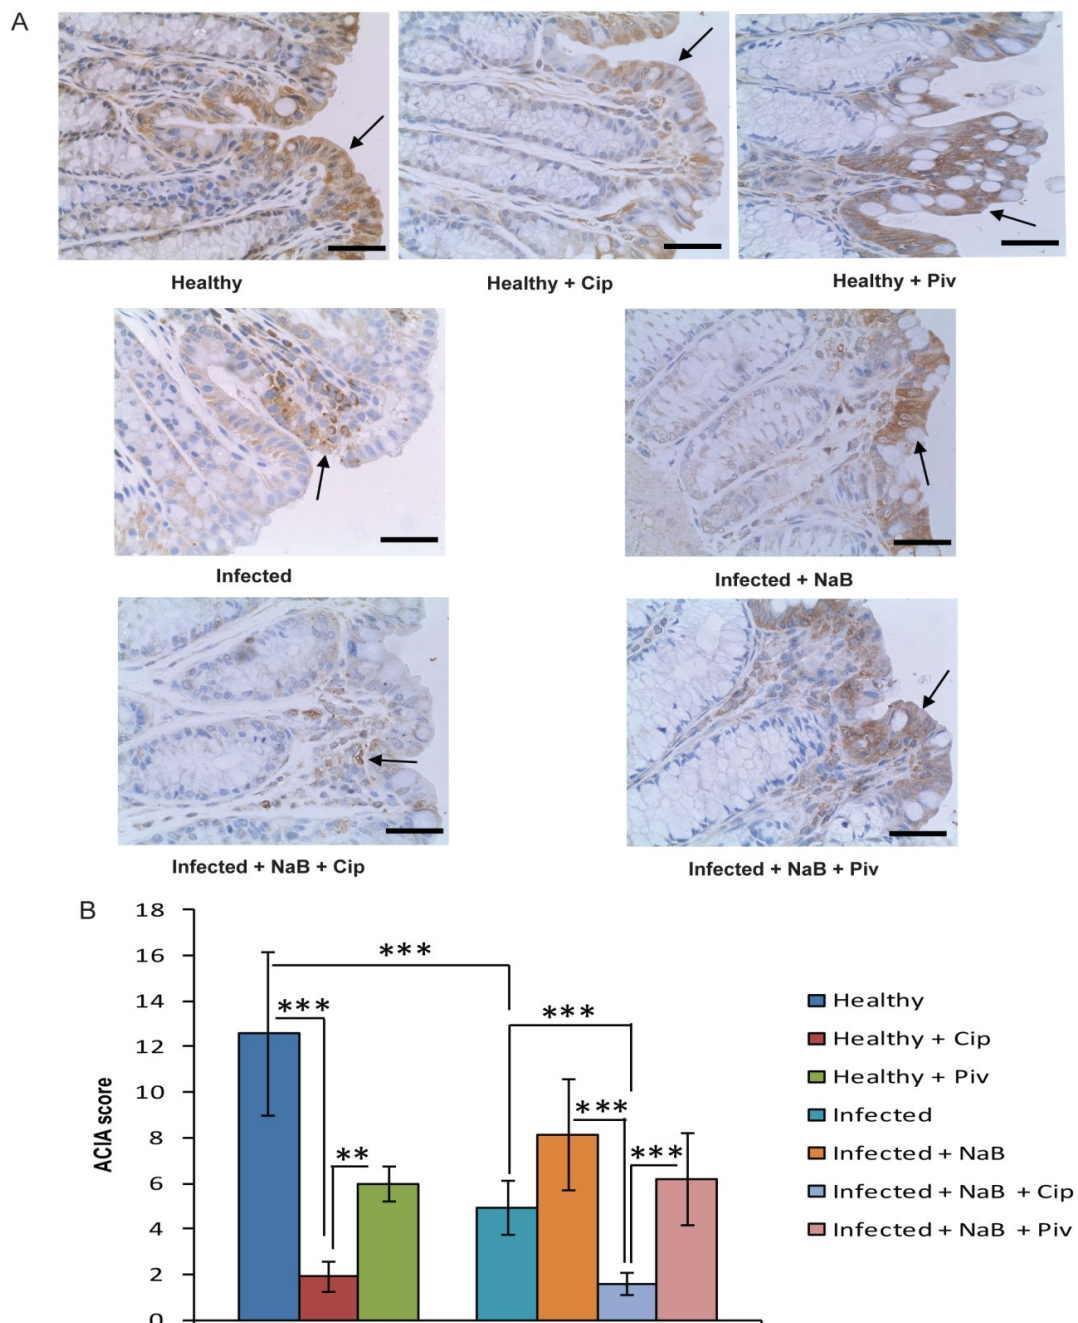 A
Healthy
Healthy + Cip
Healthy + Piv
Infected
Infected + NaB
Infected + NaB + Cip
Infected + NaB + Piv
B
ACIA score
18
16
14
12
10
8
6
4
2
0
***
***
**
***
***
***
Healthy
Healthy + Cip
Healthy + Piv
Infected
Infected + NaB
Infected + NaB + Cip
Infected + NaB + Piv